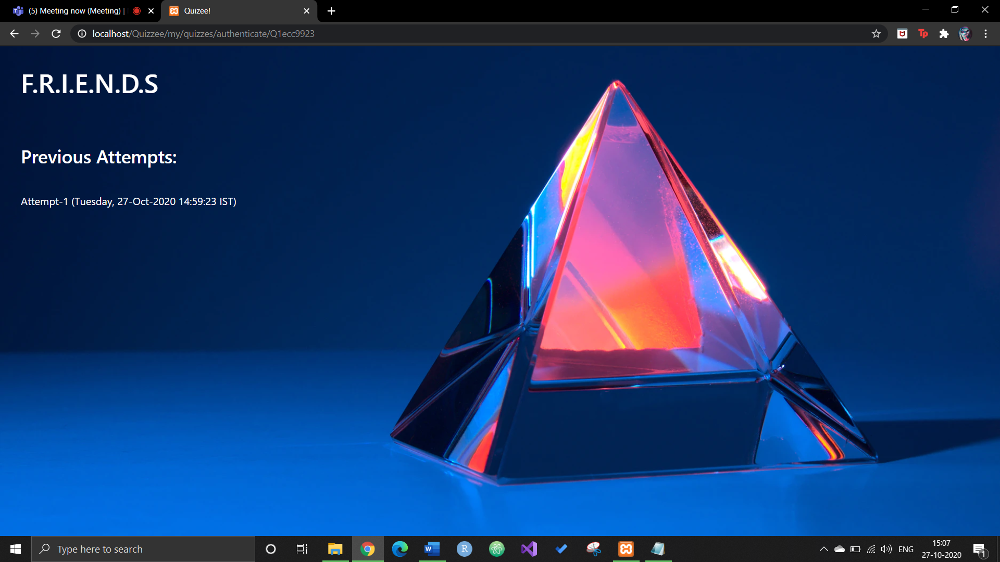 (5) Meeting now (Meeting) |
Quizee!
localhost/Quizzee/my/quizzes/authenticate/Q1ecc9923
F.R.I.E.N.D.S
Previous Attempts:
Attempt-1 (Tuesday, 27-Oct-2020 14:59:23 IST)
Type here to search
ENG
15:07
27-10-2020
1